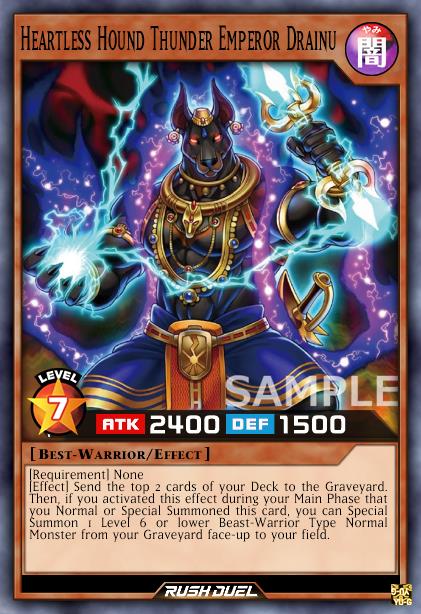 Heartless Hound Thunder Emperor Drainu
やみ
闇
SAMPLE
LEVEL
7
ATK 2400 DEF 1500
[Best-Warrior/Effect]
[Requirement] None
[Effect] Send the top 2 cards of your Deck to the Graveyard.
Then, if you activated this effect during your Main Phase that
you Normal or Special Summoned this card, you can Special
Summon 1 Level 6 or lower Beast-Warrior Type Normal
Monster from your Graveyard face-up to your field.
RUSH DUEL